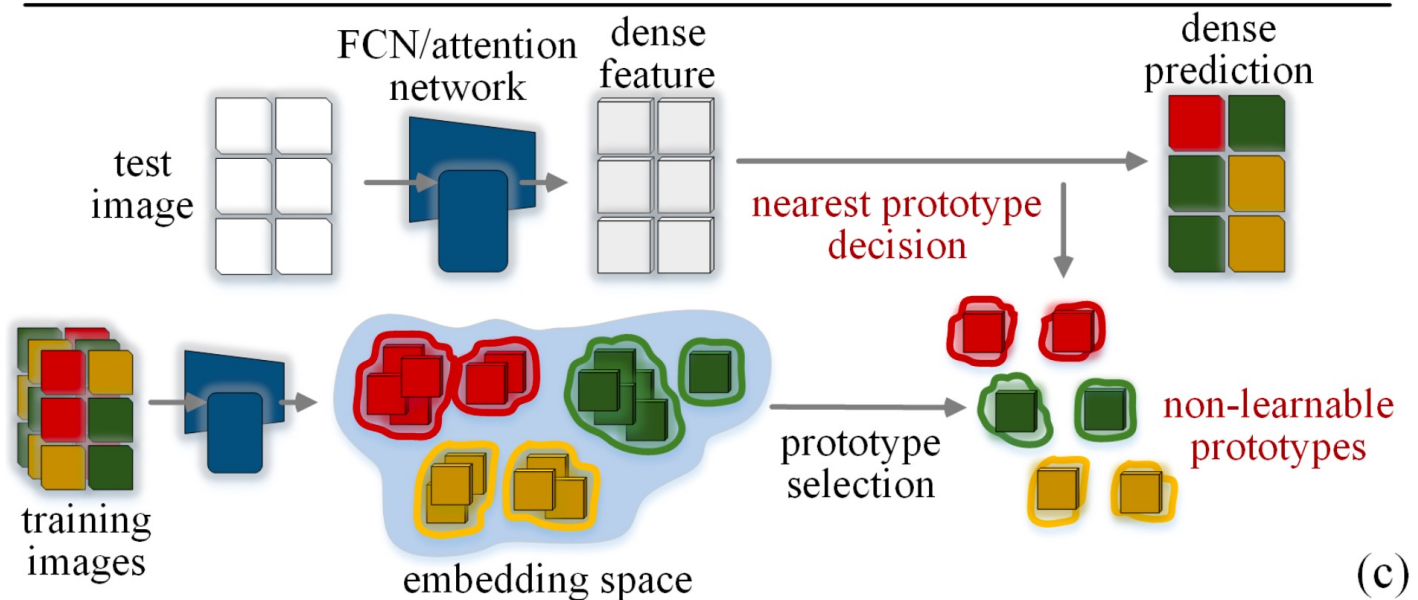 FCN/attention
network
dense
feature
dense
prediction
test
image
nearest prototype
decision
non-learnable
prototypes
prototype
selection
training
images
embedding space
(c)